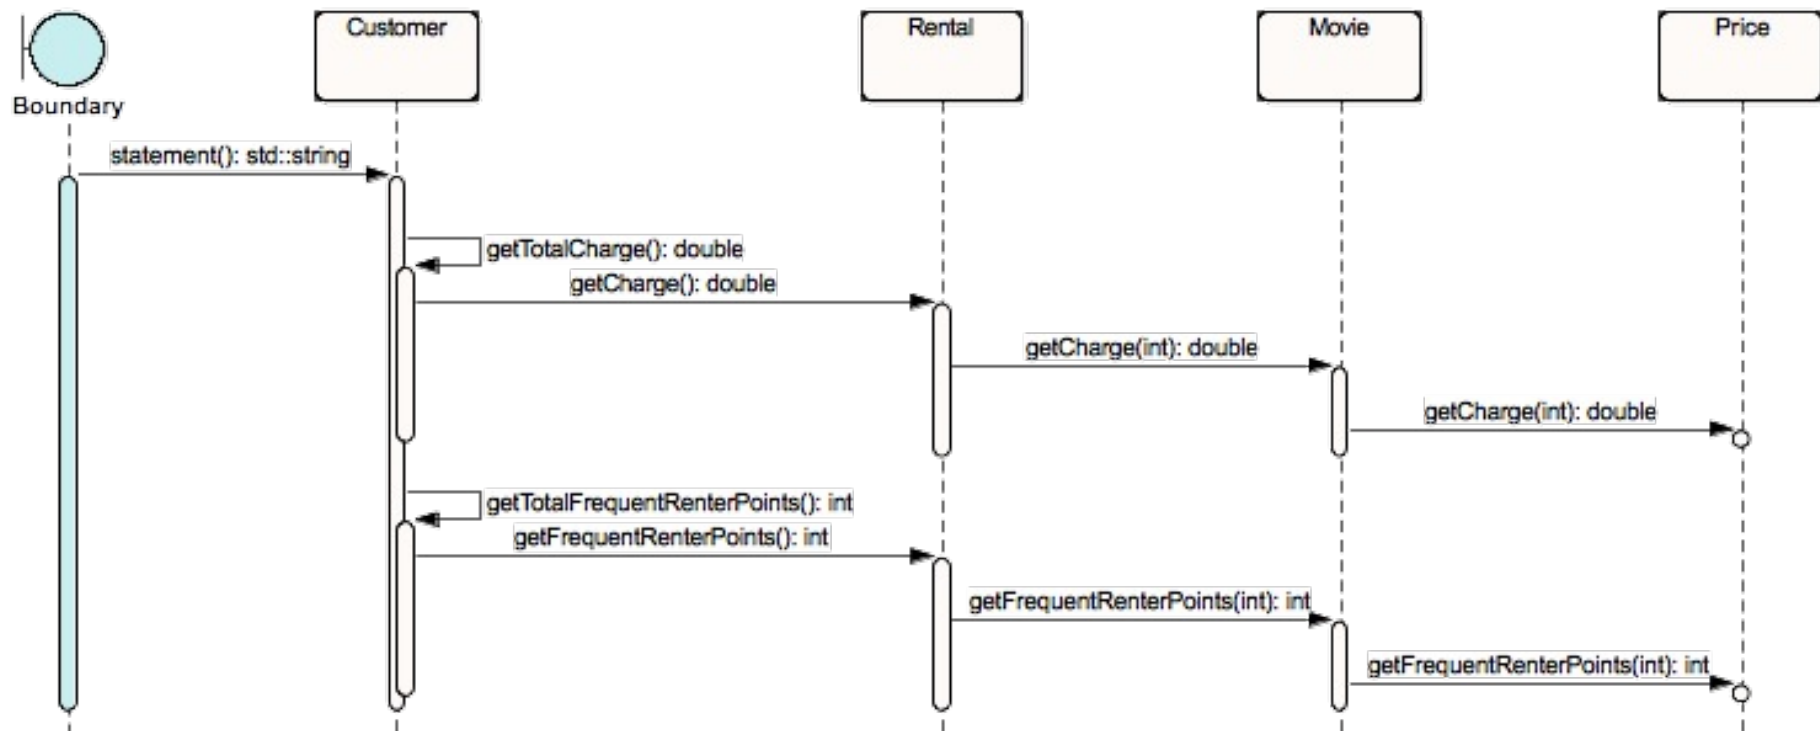 Customer
Rental
Movie
Price
Boundary
statement(): std::string
getTotalCharge(): double
getCharge(): double
getCharge(int): double
getCharge(int): double
getTotalFrequentRenterPoints(): int
getFrequentRenterPoints(): int
getFrequentRenterPoints(int): int
getFrequentRenterPoints(int): int